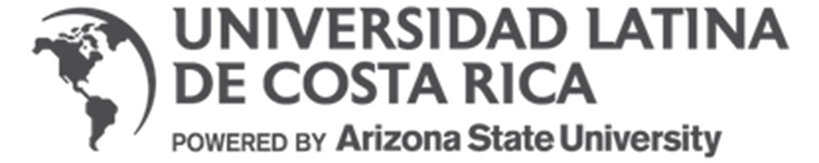 UNIVERSIDAD LATINA
DE COSTA RICA
POWERED BY Arizona State University